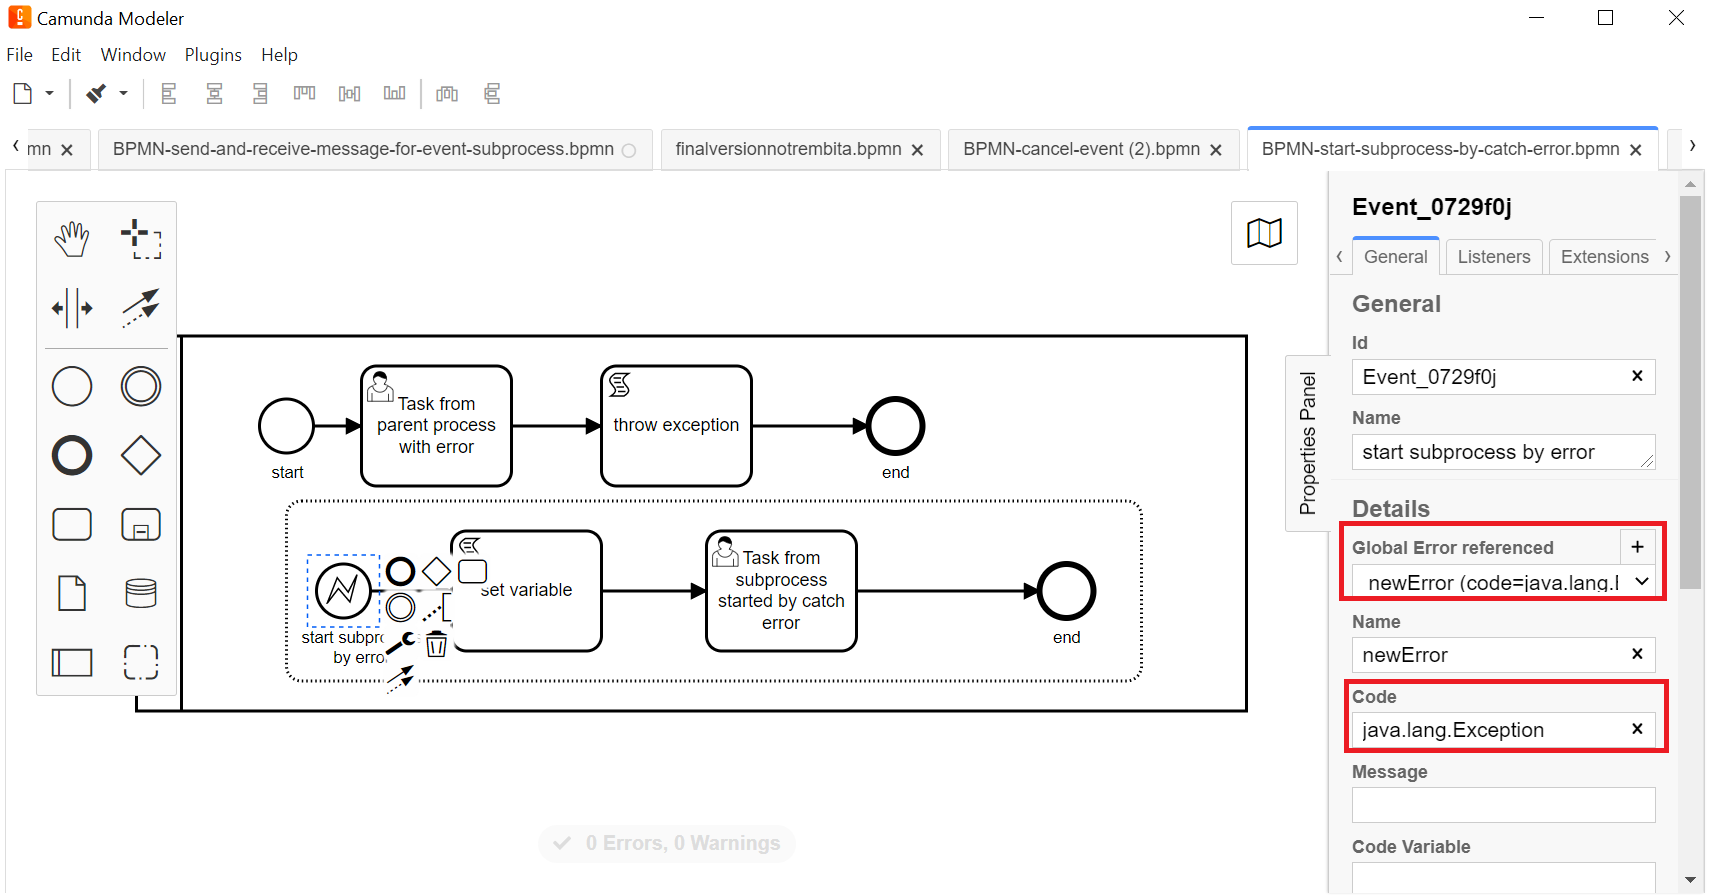 Camunda Modeler
File Edit Window Plugins Help
mn
BPMN-send-and-receive-message-for-event-subprocess.bpmn
finalversionnotrembita.bpmn
BPMN-cancel-event (2).bpmn
BPMN-start-subprocess-by-catch-error.bpmn
start
Task from
parent process
with error
throw exception
end
start subpr
by erro
set variable
Task from
subprocess
started by catch
error
end
0 Errors, 0 Warnings
Properties Panel
Event_0729f0j
General Listeners Extensions
General
Id
Event_0729f0j
Name
start subprocess by error
Details
Global Error referenced
newError (code=java.lang.E
Name
newError
Code
java.lang.Exception
Message
Code Variable